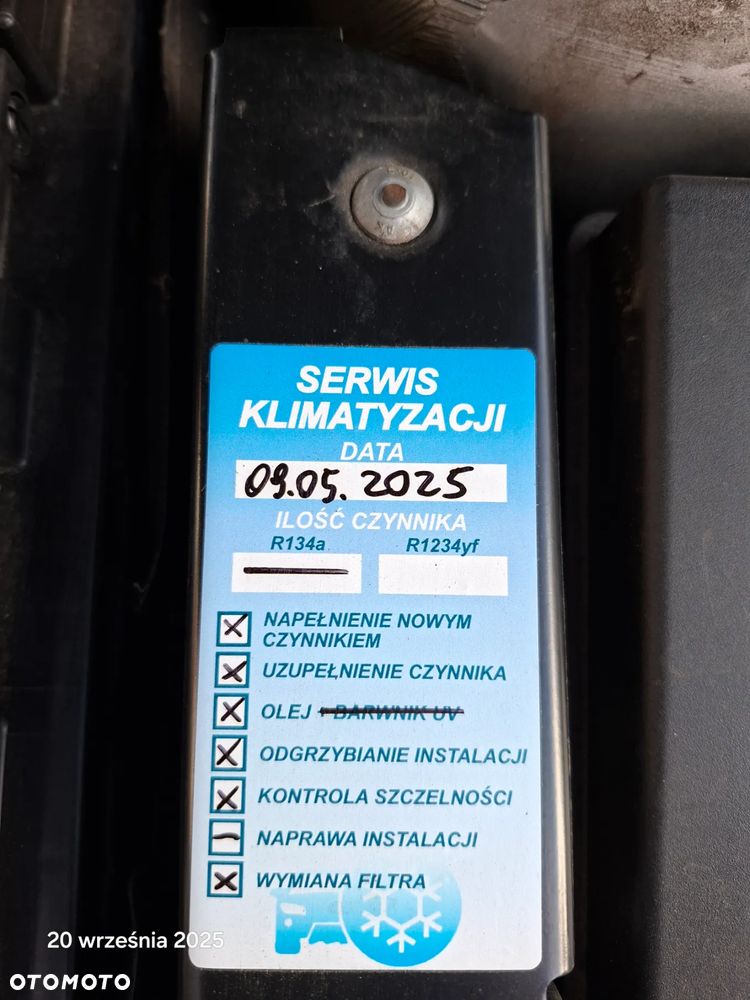 SERWIS
KLIMATYZACJI
DATA
09.05.2025
ILOŚĆ CZYNNIKA
R134a R1234yf
NAPEŁNIENIE NOWYM
CZYNNIKIEM
UZUPEŁNIENIE CZYNNIKA
OLEJ + BARWNIK UV
ODGRZYBIANIE INSTALACJI
KONTROLA SZCZELNOŚCI
NAPRAWA INSTALACJI
WYMIANA FILTRA
20 września 2025
OTOMOTO